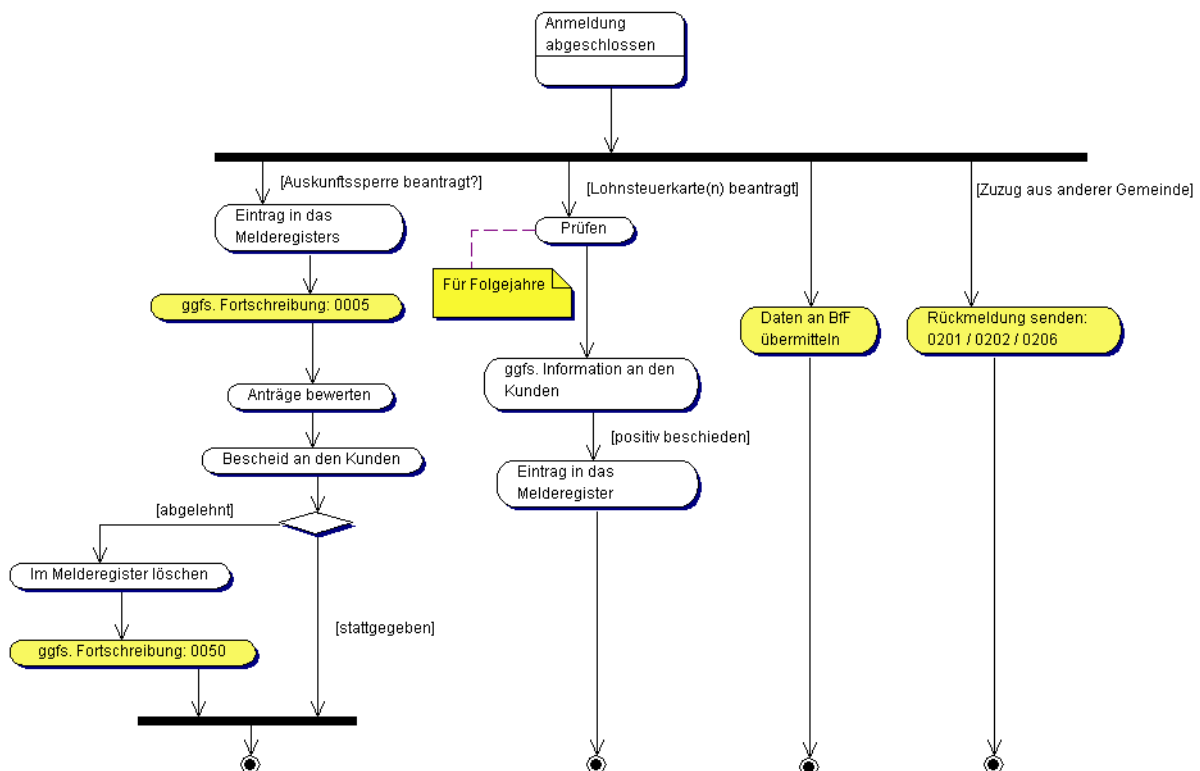 Anmeldung
abgeschlossen
[Auskunftssperre beantragt?]
Eintrag in das
Melderegisters
ggfs. Fortschreibung: 0005
Anträge bewerten
Bescheid an den Kunden
[abgelehnt]
Im Melderegister löschen
ggfs. Fortschreibung: 0050
[stattgegeben]
[Lohnsteuerkarte(n) beantragt]
Prüfen
Für Folgejahre
ggfs. Information an den
Kunden
[positiv beschieden]
Eintrag in das
Melderegister
Daten an BfF
übermitteln
[Zuzug aus anderer Gemeinde]
Rückmeldung senden:
0201 / 0202 / 0206